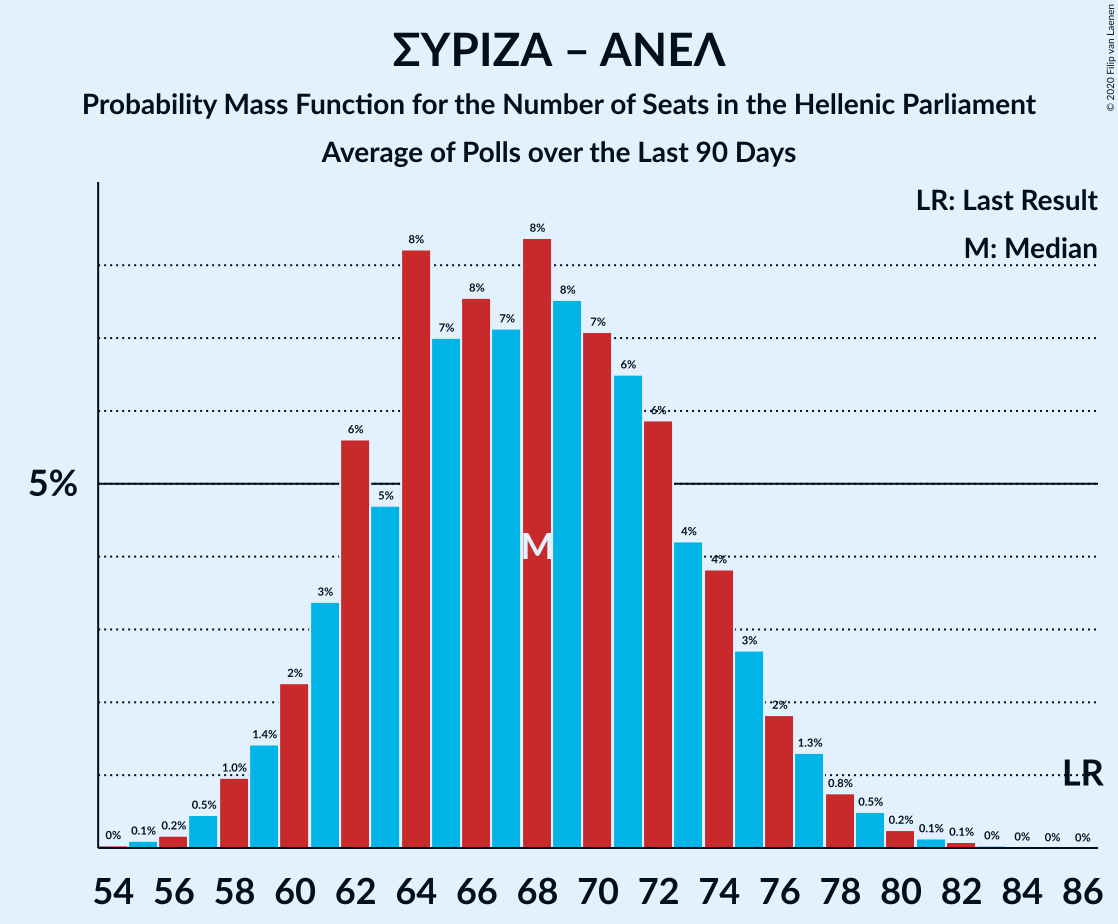 ΣΥΡΙΖΑ – ΑΝΕΛ
Probability Mass Function for the Number of Seats in the Hellenic Parliament
Average of Polls over the Last 90 Days
© 2020 Filip van Laenen
LR: Last Result
M: Median
5%
0% 0.1% 0.2% 0.5% 1.0% 1.4% 2% 3% 6% 5% 8% 7% 8% 7% 8% 8% 7% 6% 6% 4% 4% 3% 2% 1.3% 0.8% 0.5% 0.2% 0.1% 0.1% 0% 0% 0% 0%
M
LR
54 56 58 60 62 64 66 68 70 72 74 76 78 80 82 84 86